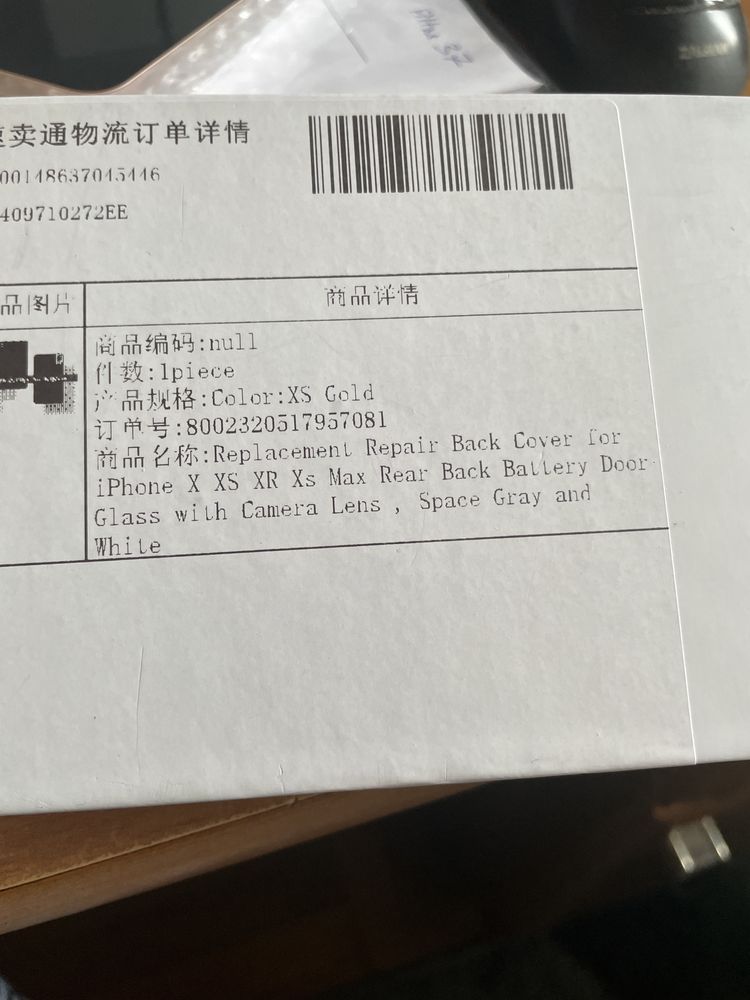 卖通物流订单详情
00148637045446
409710272EE
品图片
商品详情
商品编码:null
件数:1piece
产品规格:Color:XS Gold
订单号:8002320517957081
商品名称:Replacement Repair Back Cover for
iPhone X XS XR Xs Max Rear Back Battery Door
Glass with Camera Lens , Space Gray and
White